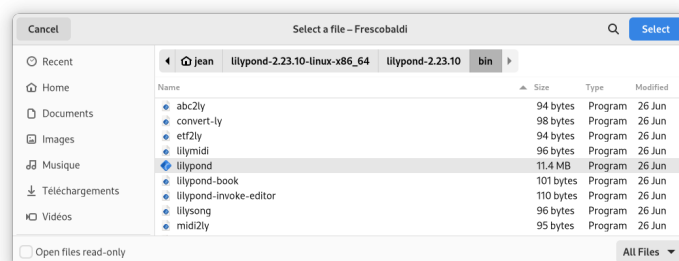 Cancel Select a file – Frescobaldi Select
Recent
Home
Documents
Images
Musique
Téléchargements
Vidéos
jean lilypond-2.23.10-linux-x86_64 lilypond-2.23.10 bin
Name Size Type Modified
abc2ly 94 bytes Program 26 Jun
convert-ly 98 bytes Program 26 Jun
etf2ly 94 bytes Program 26 Jun
lilymidi 96 bytes Program 26 Jun
lilypond 11.4 MB Program 26 Jun
lilypond-book 101 bytes Program 26 Jun
lilypond-invoke-editor 110 bytes Program 26 Jun
lilysong 96 bytes Program 26 Jun
midi2ly 95 bytes Program 26 Jun
Open files read-only All Files